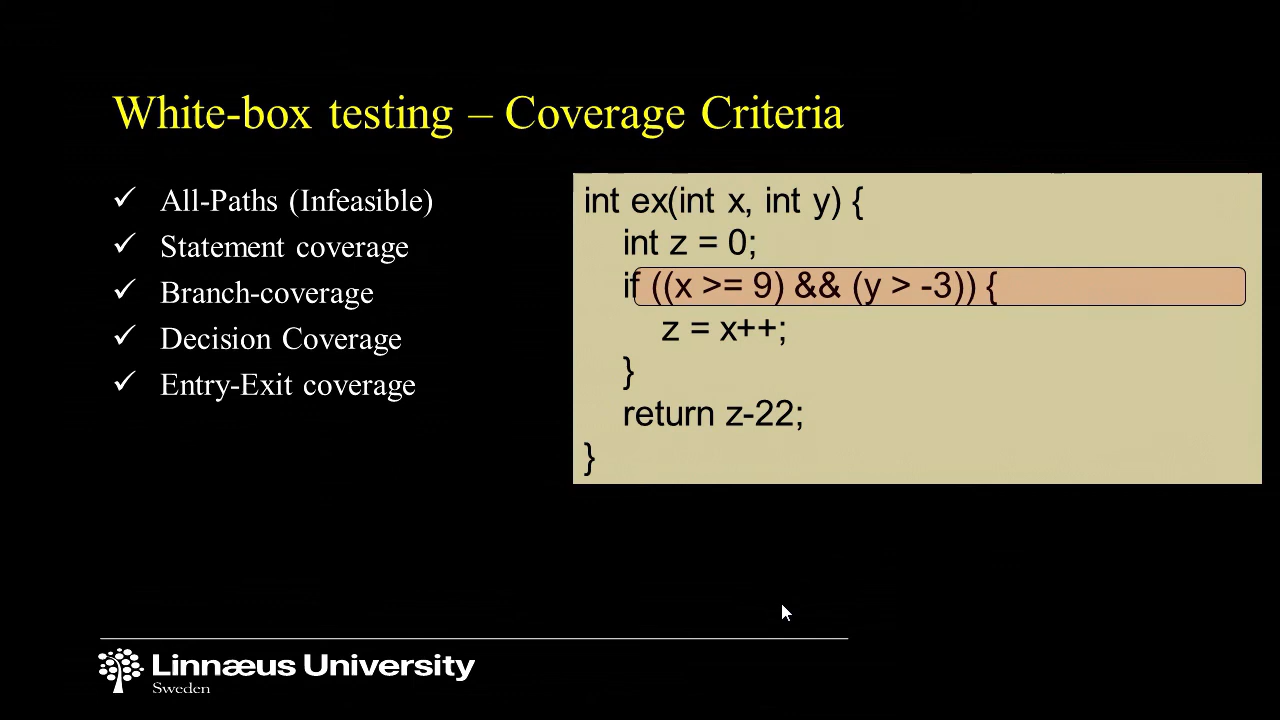 White-box testing – Coverage Criteria
✓ All-Paths (Infeasible)
✓ Statement coverage
✓ Branch-coverage
✓ Decision Coverage
✓ Entry-Exit coverage
int ex(int x, int y) {
int z = 0;
if ((x >= 9) && (y > -3)) {
z = x++;
}
return z-22;
}
Linnæus University
Sweden